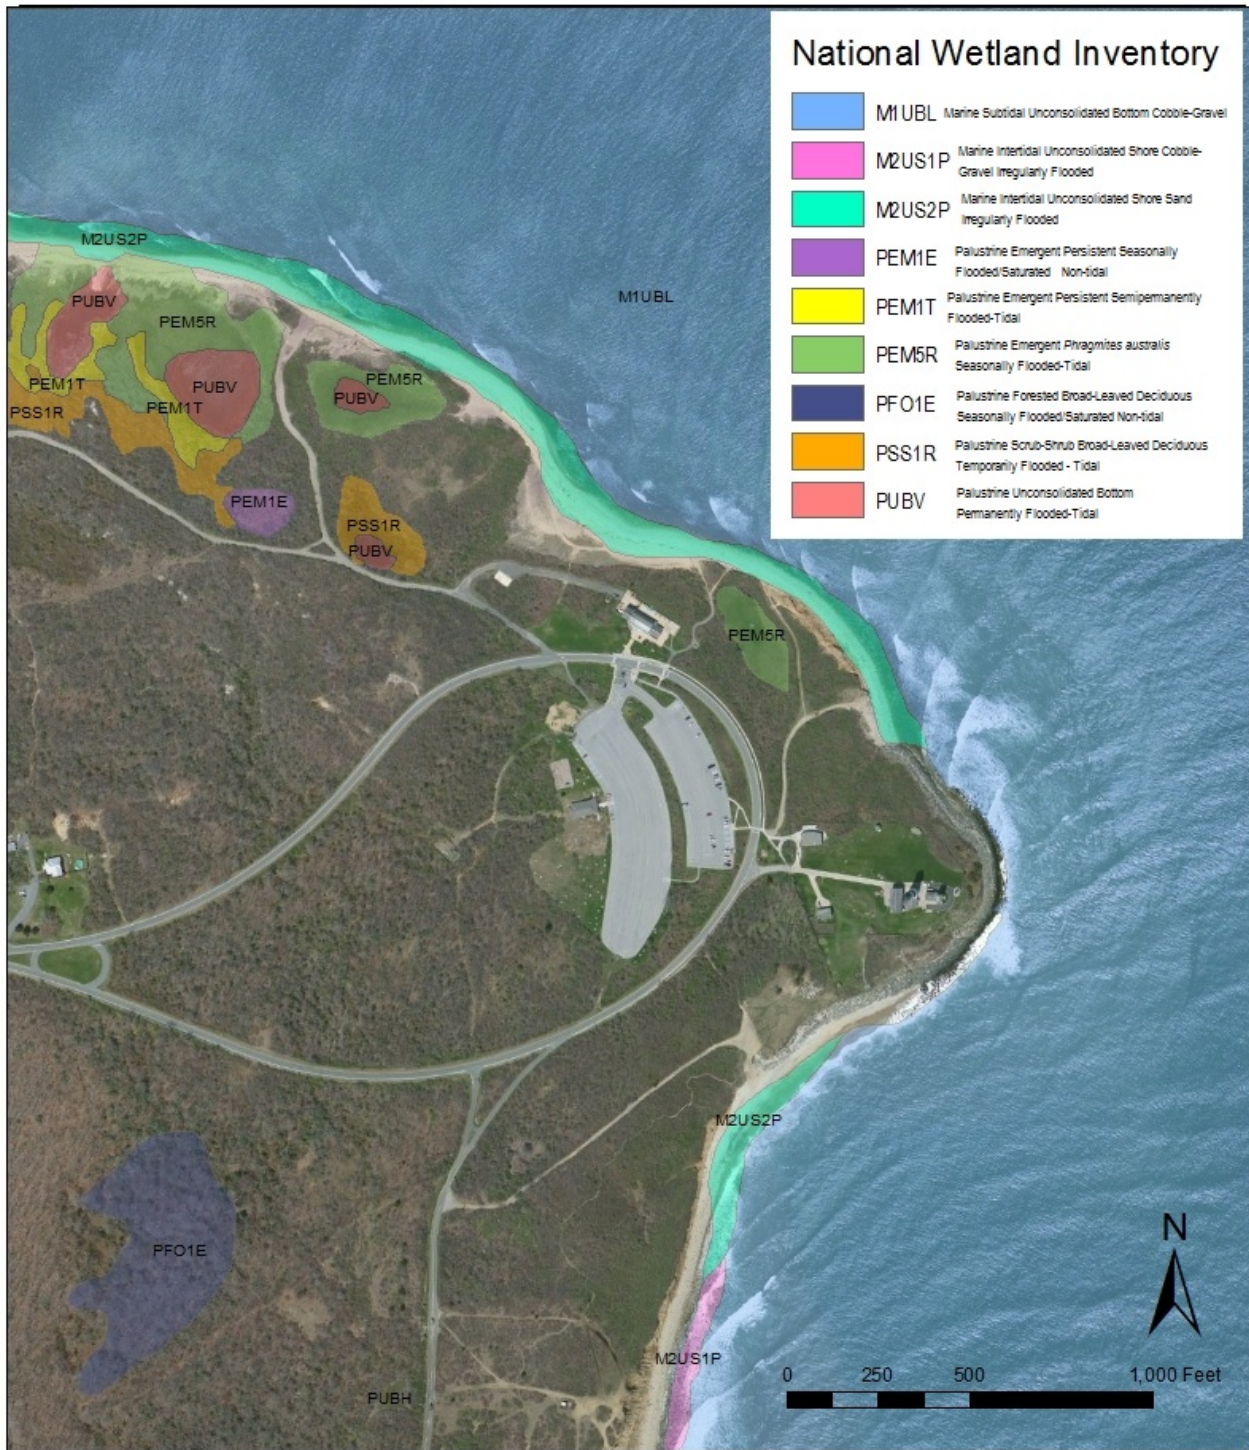 National Wetland Inventory
M1UBL Marine Subtidal Unconsolidated Bottom Cobble-Gravel
M2US1P Marine Intertidal Unconsolidated Shore Cobble-
Gravel Irregularly Flooded
M2US2P Marine Intertidal Unconsolidated Shore Sand
Irregularly Flooded
PEM1E Palustrine Emergent Persistent Seasonally
Flooded/Saturated Non-tidal
PEM1T Palustrine Emergent Persistent Semipermanently
Flooded-Tidal
PEM5R Palustrine Emergent Phragmites australis
Seasonally Flooded-Tidal
PFO1E Palustrine Forested Broad-Leaved Deciduous
Seasonally Flooded/Saturated Non-tidal
PSS1R Palustrine Scrub-Shrub Broad-Leaved Deciduous
Temporarily Flooded - Tidal
PUBV Palustrine Unconsolidated Bottom
Permanently Flooded-Tidal
M2US2P
M1UBL
PUBV
PEM5R
PEM1T
PUBV
PEM5R
PUBV
PSS1R
PEM1T
PEM1E
PSS1R
PUBV
PEM5R
M2US2P
PFO1E
M2US1P
PUBH
N
0 250 500 1,000 Feet